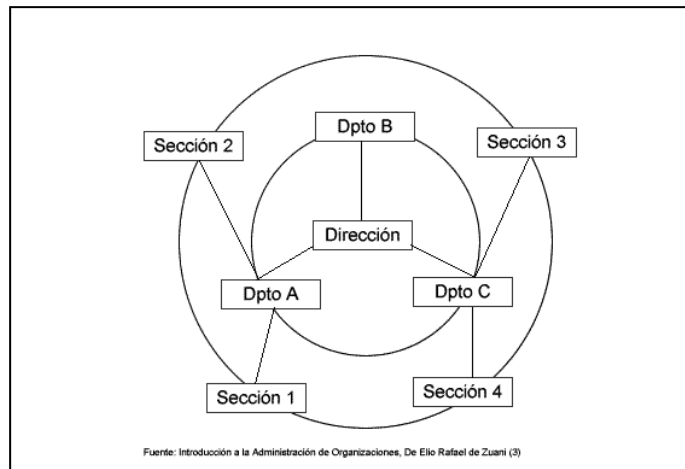 Dpto B
Sección 2
Sección 3
Dirección
Dpto A
Dpto C
Sección 1
Sección 4
Fuente: Introducción a la Administración de Organizaciones, De Elio Rafael de Zuani (3)